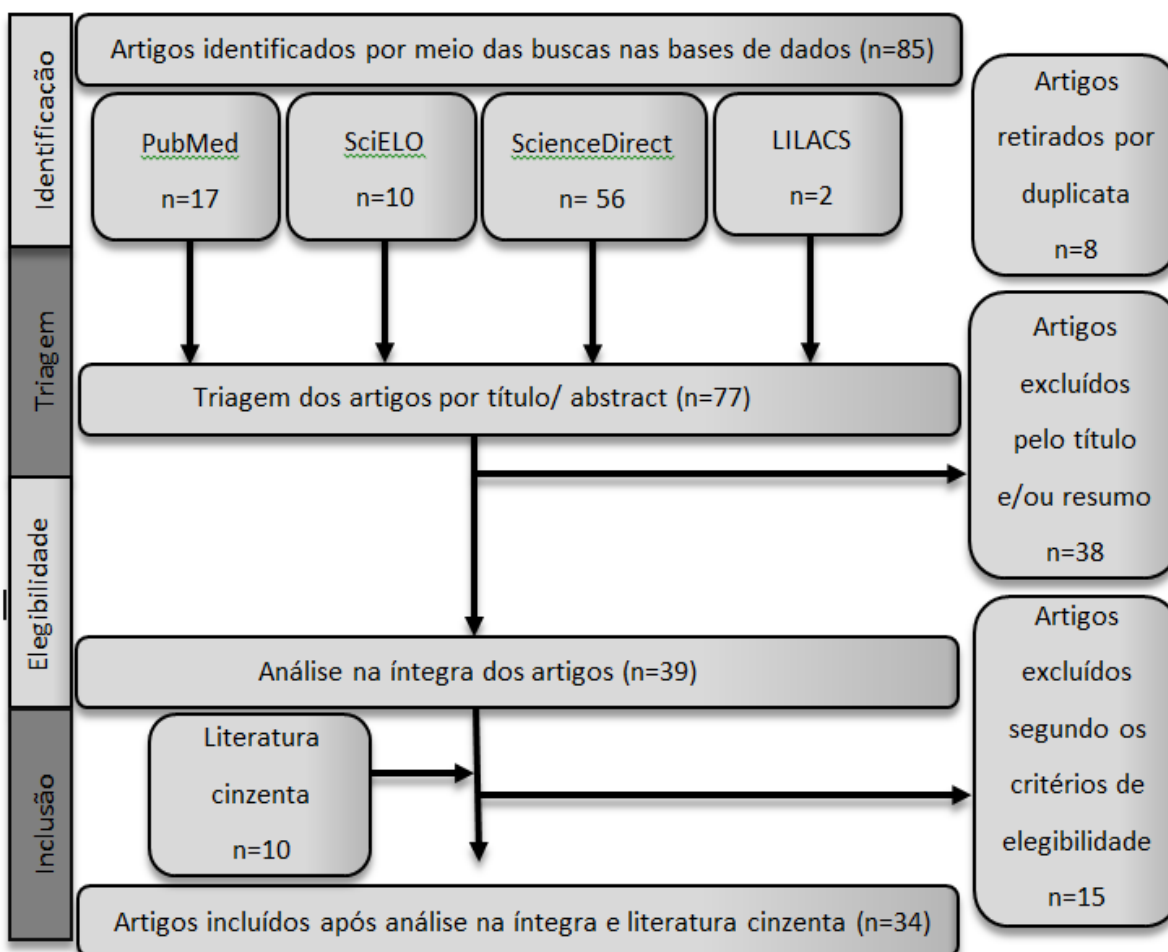 Identificação
Artigos identificados por meio das buscas nas bases de dados (n=85)
PubMed
n=17
SciELO
n=10
ScienceDirect
n= 56
LILACS
n=2
Artigos
retirados por
duplicata
n=8
Triagem
Triagem dos artigos por título/ abstract (n=77)
Artigos
excluídos
pelo título
e/ou resumo
n=38
Elegibilidade
Análise na íntegra dos artigos (n=39)
Artigos
excluídos
segundo os
critérios de
elegibilidade
n=15
Inclusão
Literatura
cinzenta
n=10
Artigos incluídos após análise na íntegra e literatura cinzenta (n=34)